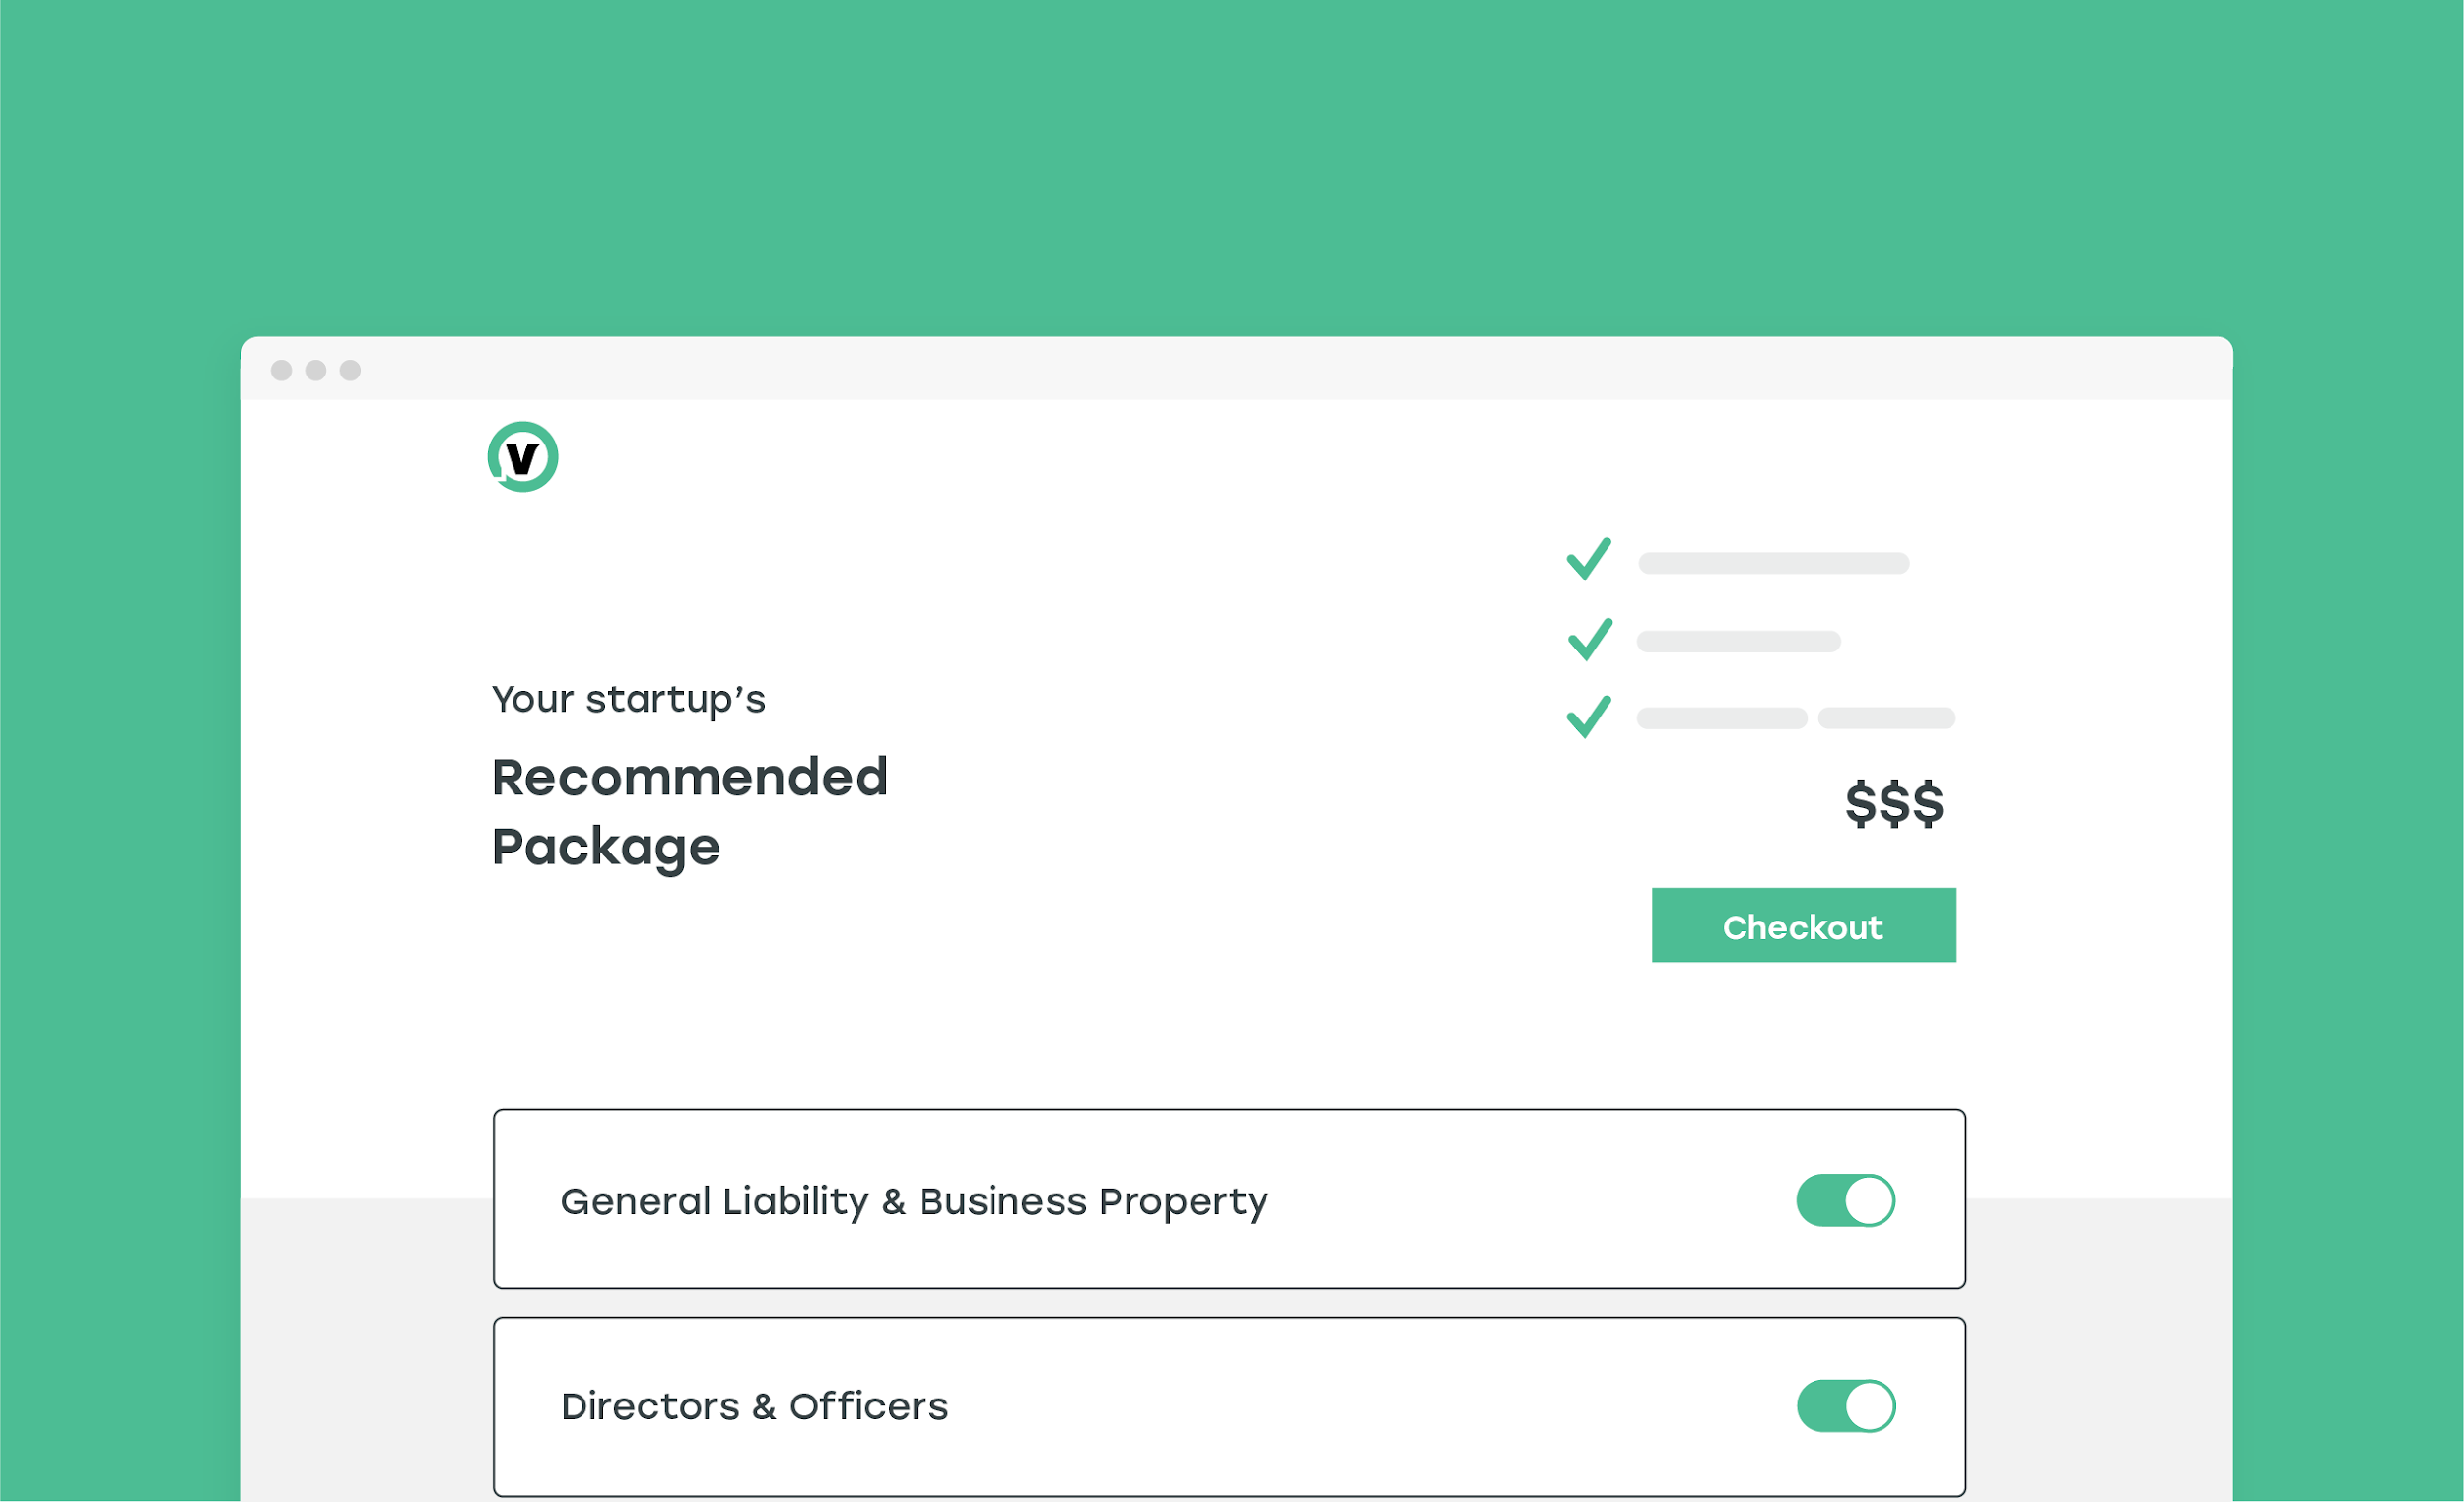 V
Your startup’s
Recommended
Package
$$$
Checkout
General Liability & Business Property
Directors & Officers